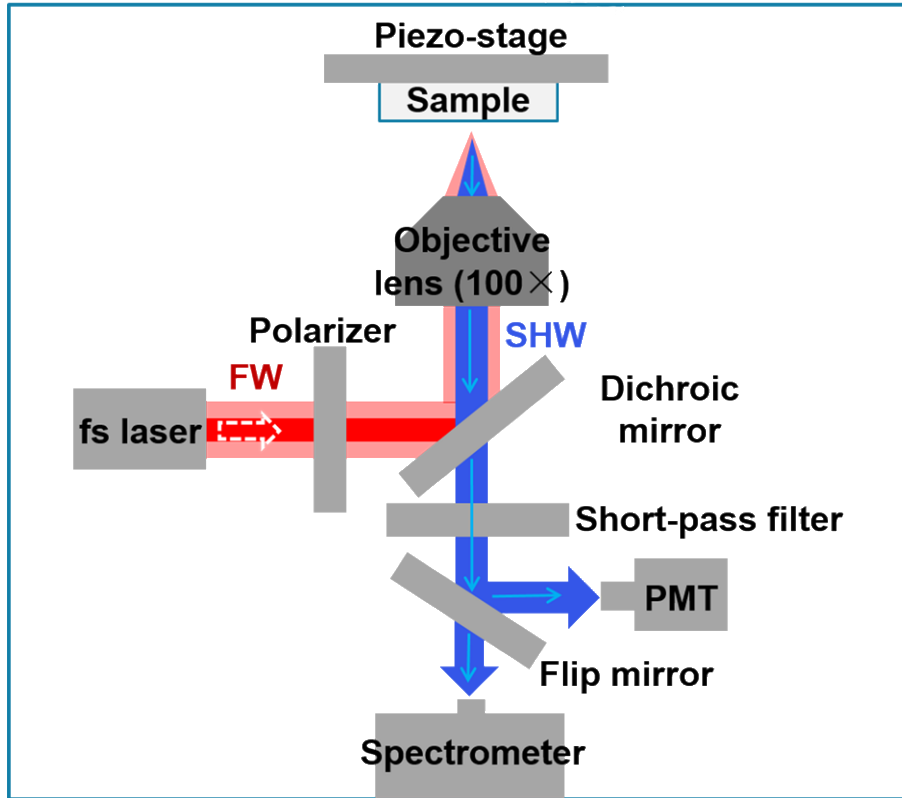 Piezo-stage
Sample
Objective
lens (100×)
Polarizer
SHW
FW
Dichroic
mirror
fs laser
Short-pass filter
PMT
Flip mirror
Spectrometer